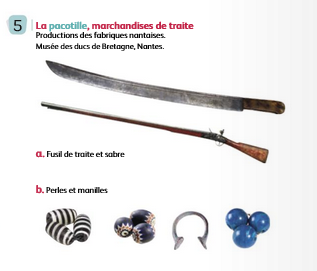 5 La pacotille, marchandises de traite
Productions des fabriques nantaises.
Musée des ducs de Bretagne, Nantes.
a. Fusil de traite et sabre
b. Perles et manilles